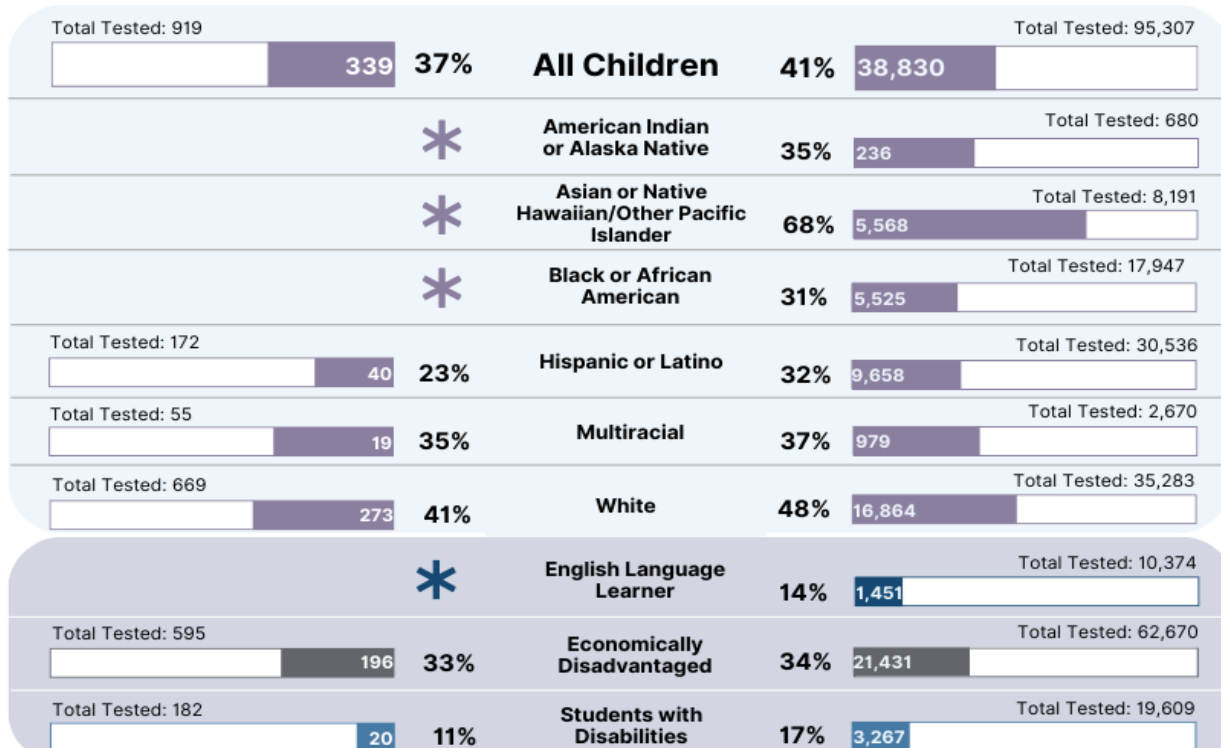 Total Tested: 919
Total Tested: 95,307
339 37% All Children 41% 38,830
Total Tested: 680
* American Indian
or Alaska Native 35% 236
Total Tested: 8,191
* Asian or Native
Hawaiian/Other Pacific
Islander 68% 5,568
Total Tested: 17,947
* Black or African
American 31% 5,525
Total Tested: 172
Total Tested: 30,536
40 23% Hispanic or Latino 32% 9,658
Total Tested: 55
Total Tested: 2,670
19 35% Multiracial 37% 979
Total Tested: 669
Total Tested: 35,283
273 41% White 48% 16,864
Total Tested: 10,374
* English Language
Learner 14% 1,451
Total Tested: 595
Total Tested: 62,670
196 33% Economically
Disadvantaged 34% 21,431
Total Tested: 182
Total Tested: 19,609
20 11% Students with
Disabilities 17% 3,267